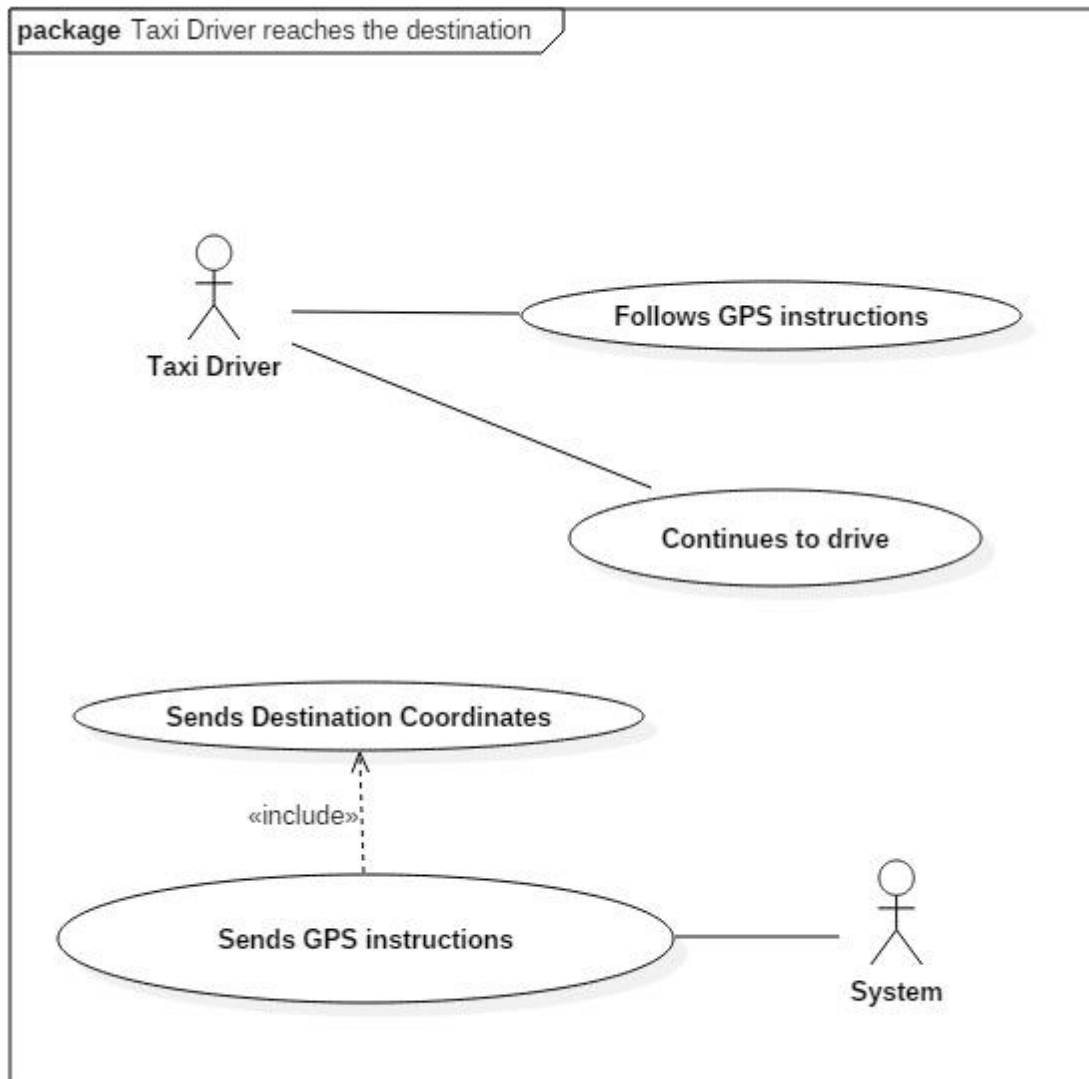 package Taxi Driver reaches the destination
Follows GPS instructions
Taxi Driver
Continues to drive
Sends Destination Coordinates
«include»
Sends GPS instructions
System